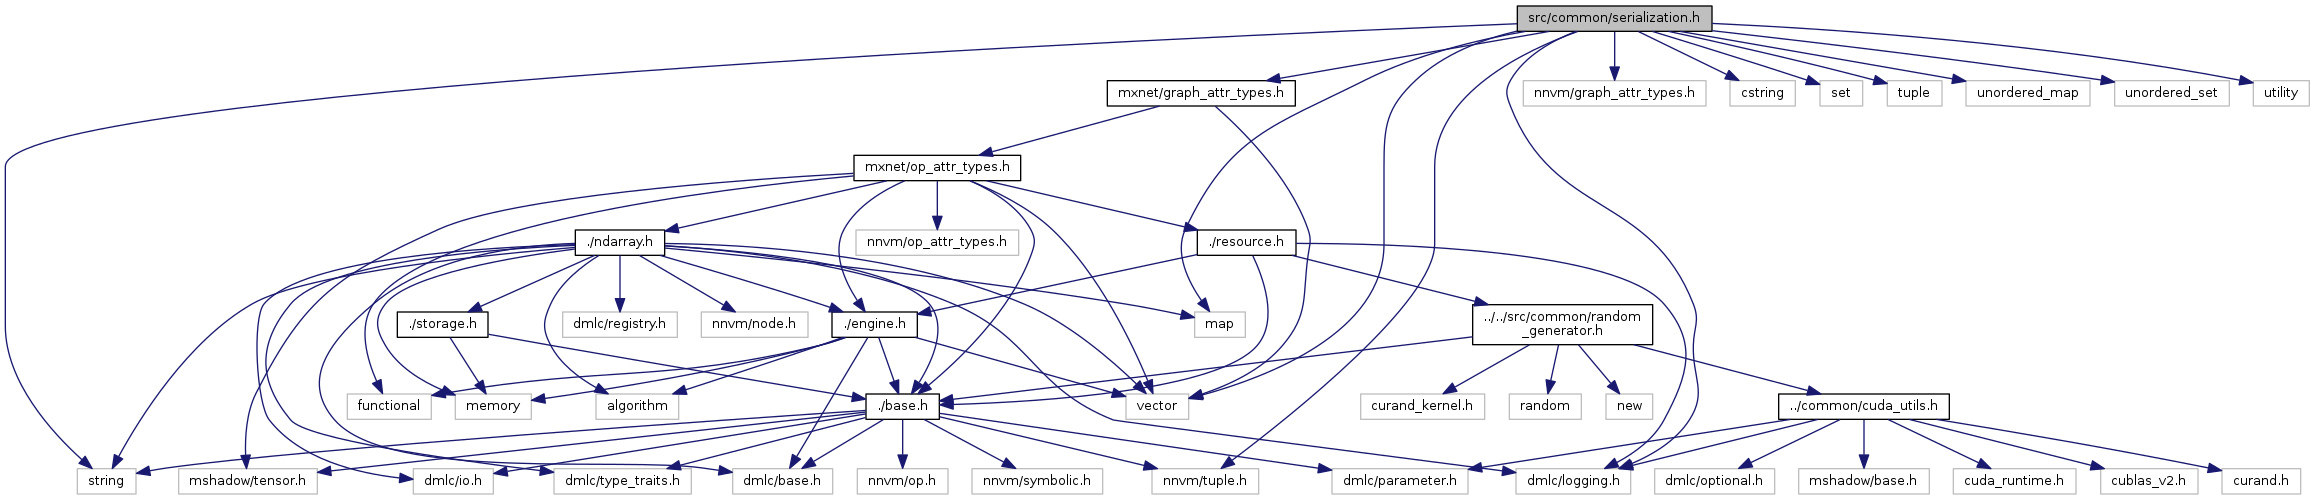 src/common/serialization.h
mxnet/graph_attr_types.h
nnvm/graph_attr_types.h
cstring
set
tuple
unordered_map
unordered_set
utility
mxnet/op_attr_types.h
./ndarray.h
nnvm/op_attr_types.h
./resource.h
./storage.h
dmlc/registry.h
nnvm/node.h
./engine.h
map
../../src/common/random
_generator.h
functional
memory
algorithm
./base.h
vector
curand_kernel.h
random
new
../common/cuda_utils.h
string
mshadow/tensor.h
dmlc/io.h
dmlc/type_traits.h
dmlc/base.h
nnvm/op.h
nnvm/symbolic.h
nnvm/tuple.h
dmlc/parameter.h
dmlc/logging.h
dmlc/optional.h
mshadow/base.h
cuda_runtime.h
cublas_v2.h
curand.h